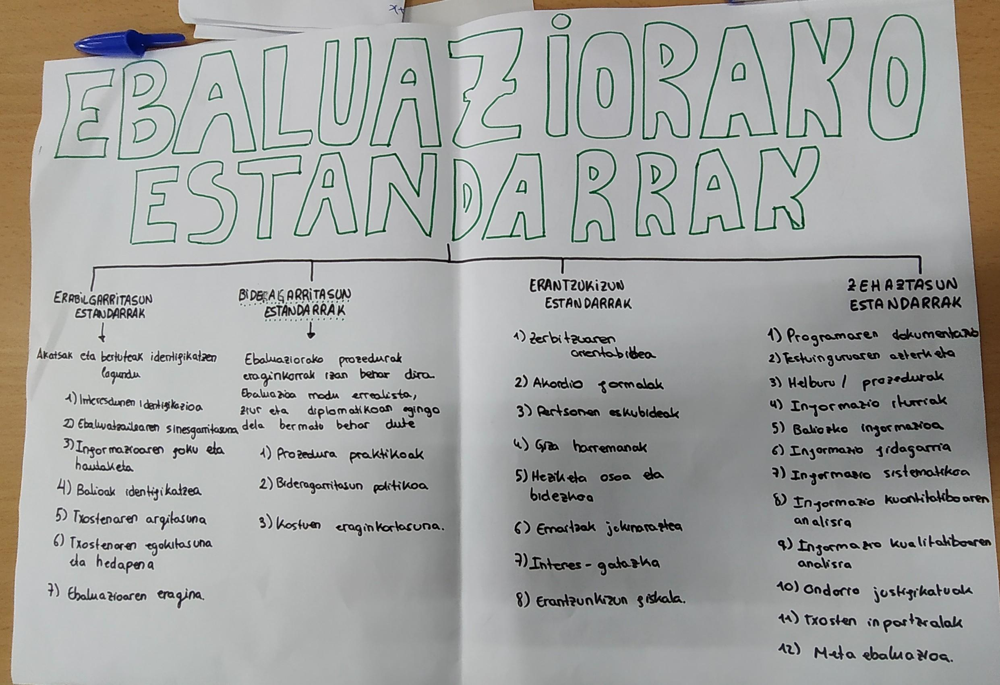 EBALUAZIORAKO
ESTANDARRAK
ERABILGARRITASUN
ESTANDARRAK
Akatsak eta bertuteak identifikatzen
lagundu
1) Interesdunen identifikazioa
2) Ebaluatzailearen sinesgarritasuna
3) Informazioaren foku eta
hautaketa
4) Balioak identifikatzea
5) Txostenaren argitasuna
6) Txostenaren egokitasuna
eta hedapena
7) Ebaluazioaren eragina.
BIDERAGARRITASUN
ESTANDARRAK
Ebaluaziorako prozedurak
eraginkorrak izan behar dira.
Ebaluazioa modu errealista,
ziur eta diplomatikoan egingo
dela bermatu behar dute
1) Prozedura praktikoak
2) Bideragarritasun politikoa
3) Kostuen eraginkortasuna.
ERANTZUKIZUN
ESTANDARRAK
1) Zerbitzuaren
orientabidea
2) Akordio formalak
3) Pertsonen eskubideak
4) Giza harremanak
5) Heziketa osoa eta
bidezkoa
6) Emaitzak jakinaraztea
7) Interes-gatazka
8) Erantzunkizun fiskala.
ZEHAZTASUN
ESTANDARRAK
1) Programaren dokumentazio
2) Testuinguruaren azterketa
3) Helburu / prozedurak
4) Informazio iturriak
5) Baliozko informazioa
6) Informazio fidagarria
7) Informazio sistematikoa
8) Informazio kuantitatiboaren
analisia
9) Informazio kualitatiboaren
analisia
10) Ondorio justifikatuak
11) Txosten inpartzialak
12) Meta ebaluazioa.